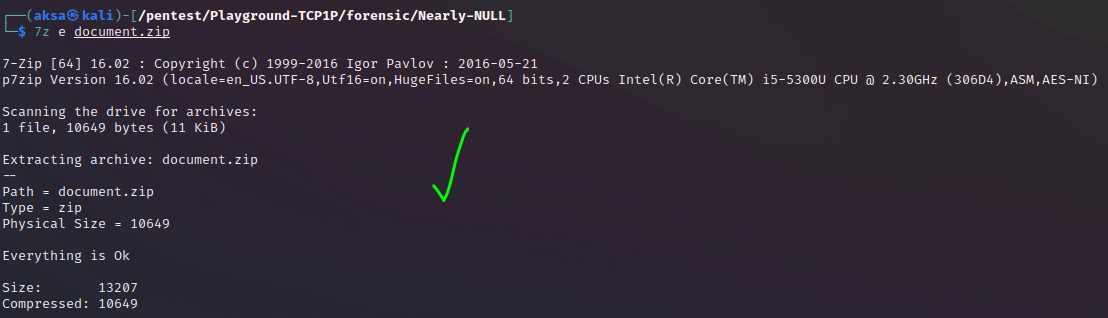 ┌──(aksa㉿kali)-[/pentest/Playground-TCP1P/forensic/Nearly-NULL]
└─$ 7z e document.zip
7-Zip [64] 16.02 : Copyright (c) 1999-2016 Igor Pavlov : 2016-05-21
p7zip Version 16.02 (locale=en_US.UTF-8,Utf16=on,HugeFiles=on,64 bits,2 CPUs Intel(R) Core(TM) i5-5300U CPU @ 2.30GHz (306D4),ASM,AES-NI)
Scanning the drive for archives:
1 file, 10649 bytes (11 KiB)
Extracting archive: document.zip
--
Path = document.zip
Type = zip
Physical Size = 10649
Everything is Ok
Size:       13207
Compressed: 10649